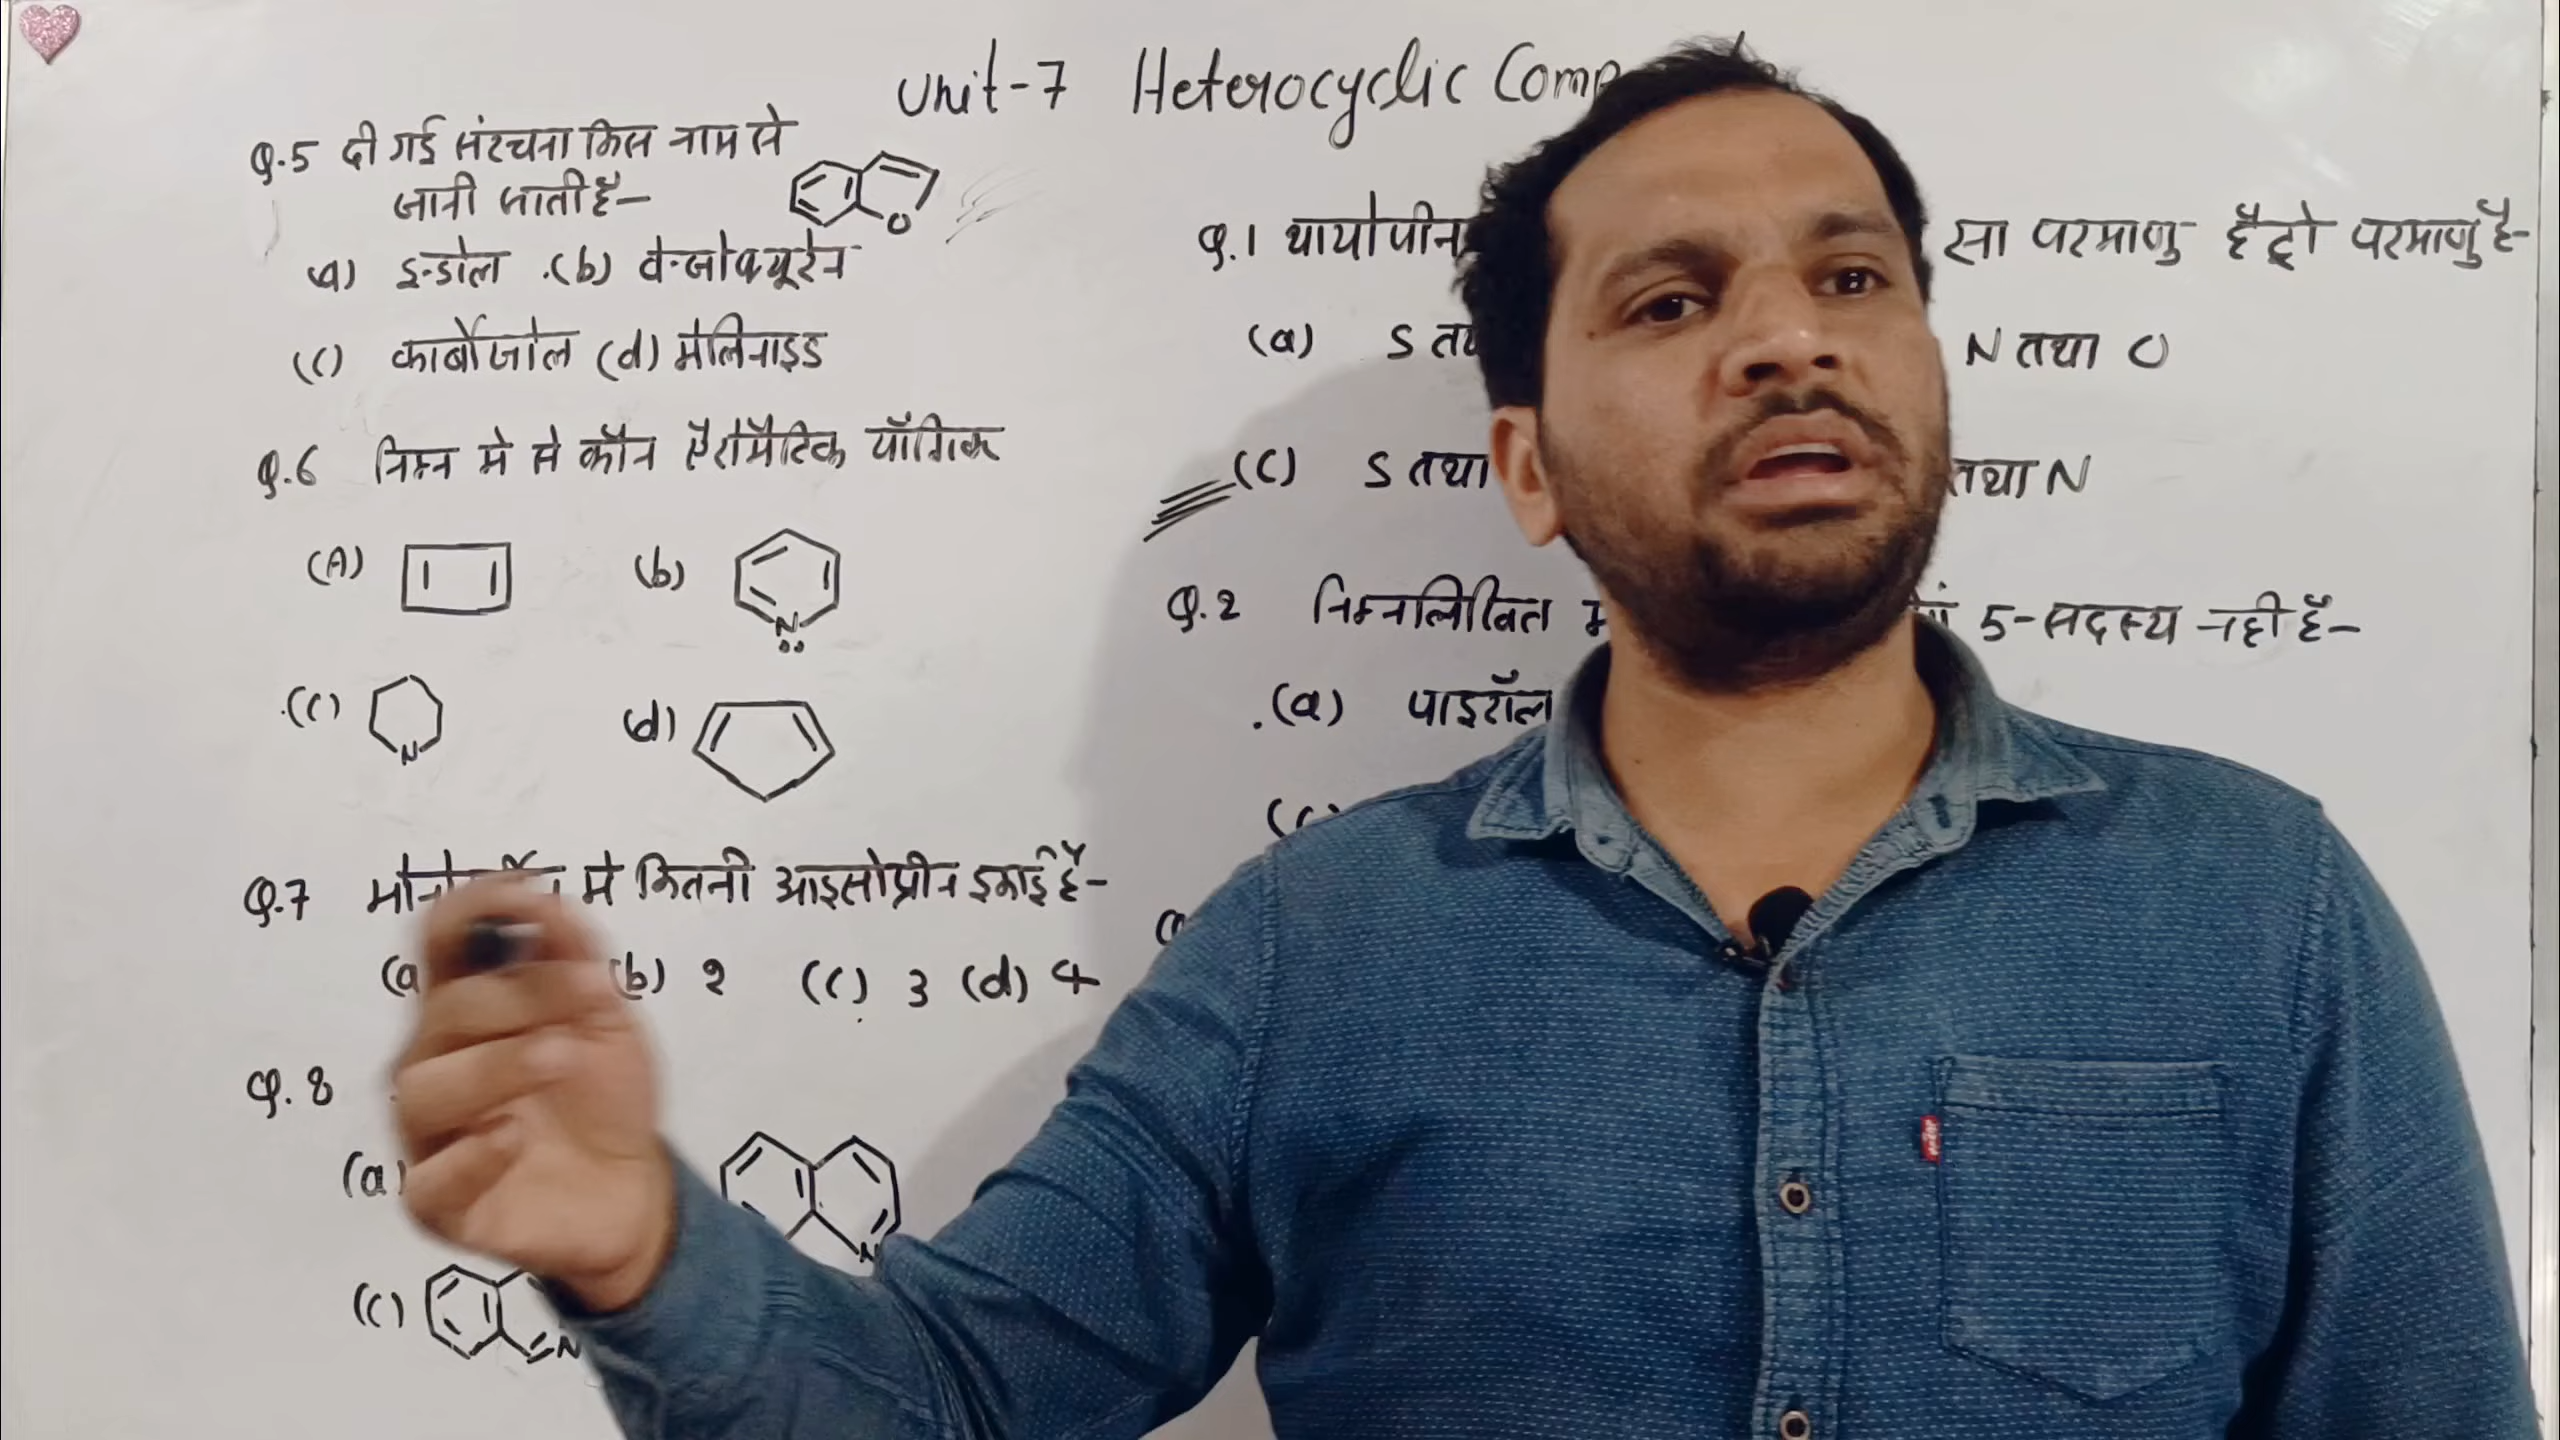 Unit-7 Heterocyclic
Q.5 दी गई संरचना किस नाम से
जानी जाती है-
O
(a) इन्डोल (b) बेन्जोफ्यूरेन
(c) कार्बोजोल (d) मेलिनाइड
Q.6 निम्न मे से कौन ऐरोमैटिक यौगिक
(A) (b)
N
(c) (d)
N
Q.7 मे कितनी आइसोप्रीन इकाई है-
(a (b) 2 (c) 3 (d) 4
Q.8
(a)
N
(c)
N
Q.1 सा परमाणु है दो परमाणु है-
(a) S N तथा O
(c) S तथा तथा N
Q.2 निम्नलिखित 5-सदस्य नही है-
(a) पाइरॉल